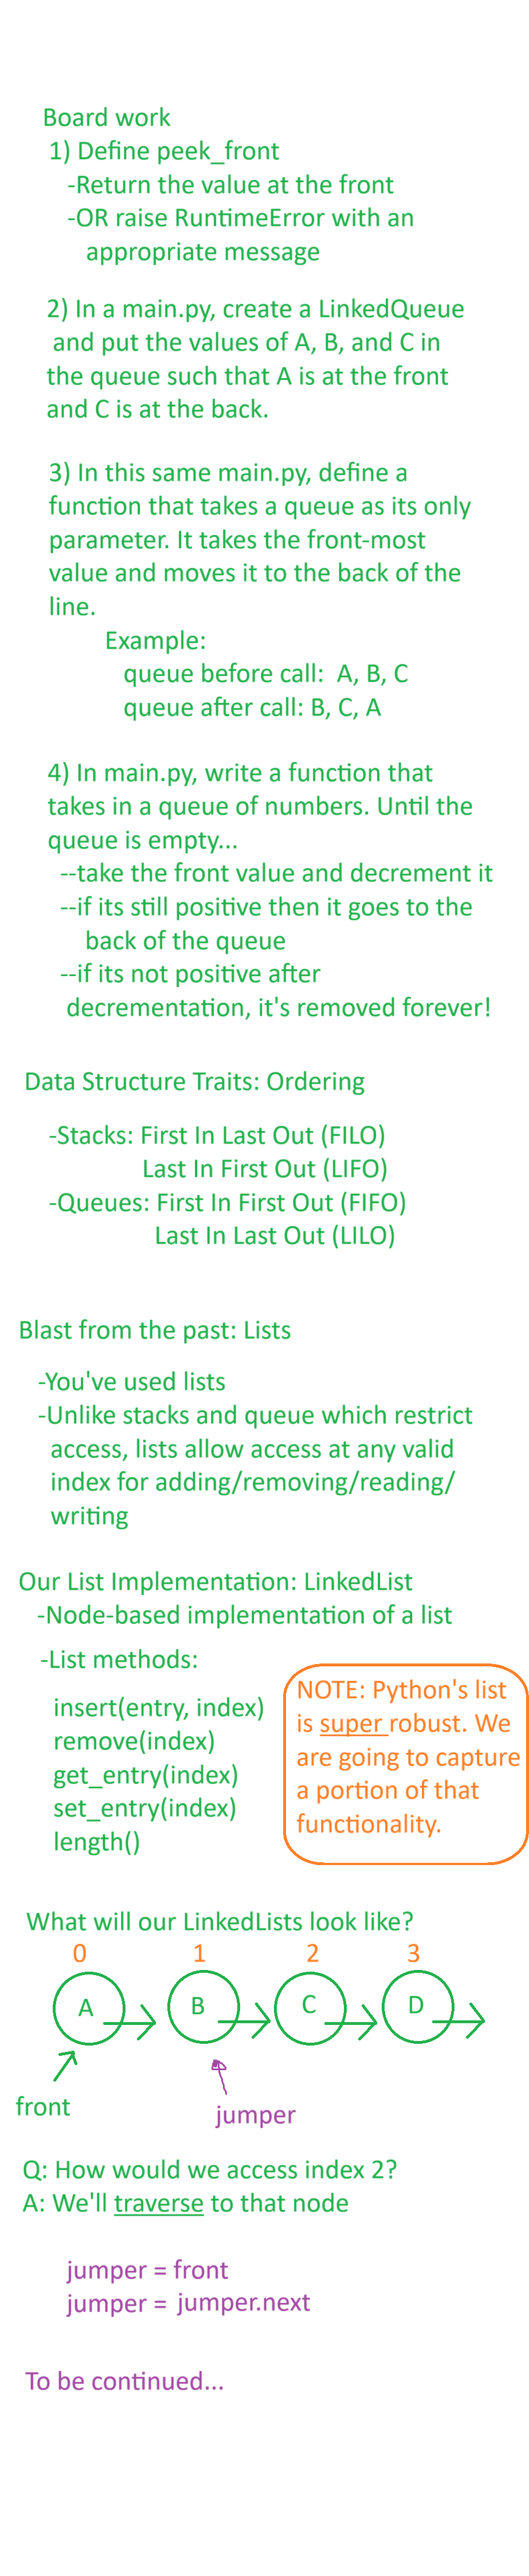 Board work
1) Define peek_front
-Return the value at the front
-OR raise RuntimeError with an
appropriate message
2) In a main.py, create a LinkedQueue
and put the values of A, B, and C in
the queue such that A is at the front
and C is at the back.
3) In this same main.py, define a
function that takes a queue as its only
parameter. It takes the front-most
value and moves it to the back of the
line.
Example:
queue before call: A, B, C
queue after call: B, C, A
4) In main.py, write a function that
takes in a queue of numbers. Until the
queue is empty...
--take the front value and decrement it
--if its still positive then it goes to the
back of the queue
--if its not positive after
decrementation, it's removed forever!
Data Structure Traits: Ordering
-Stacks: First In Last Out (FILO)
Last In First Out (LIFO)
-Queues: First In First Out (FIFO)
Last In Last Out (LILO)
Blast from the past: Lists
-You've used lists
-Unlike stacks and queue which restrict
access, lists allow access at any valid
index for adding/removing/reading/
writing
Our List Implementation: LinkedList
-Node-based implementation of a list
-List methods:
insert(entry, index)
remove(index)
get_entry(index)
set_entry(index)
length()
NOTE: Python's list
is super robust. We
are going to capture
a portion of that
functionality.
What will our LinkedLists look like?
0 1 2 3
A B C D
front
jumper
Q: How would we access index 2?
A: We'll traverse to that node
jumper = front
jumper = jumper.next
To be continued...